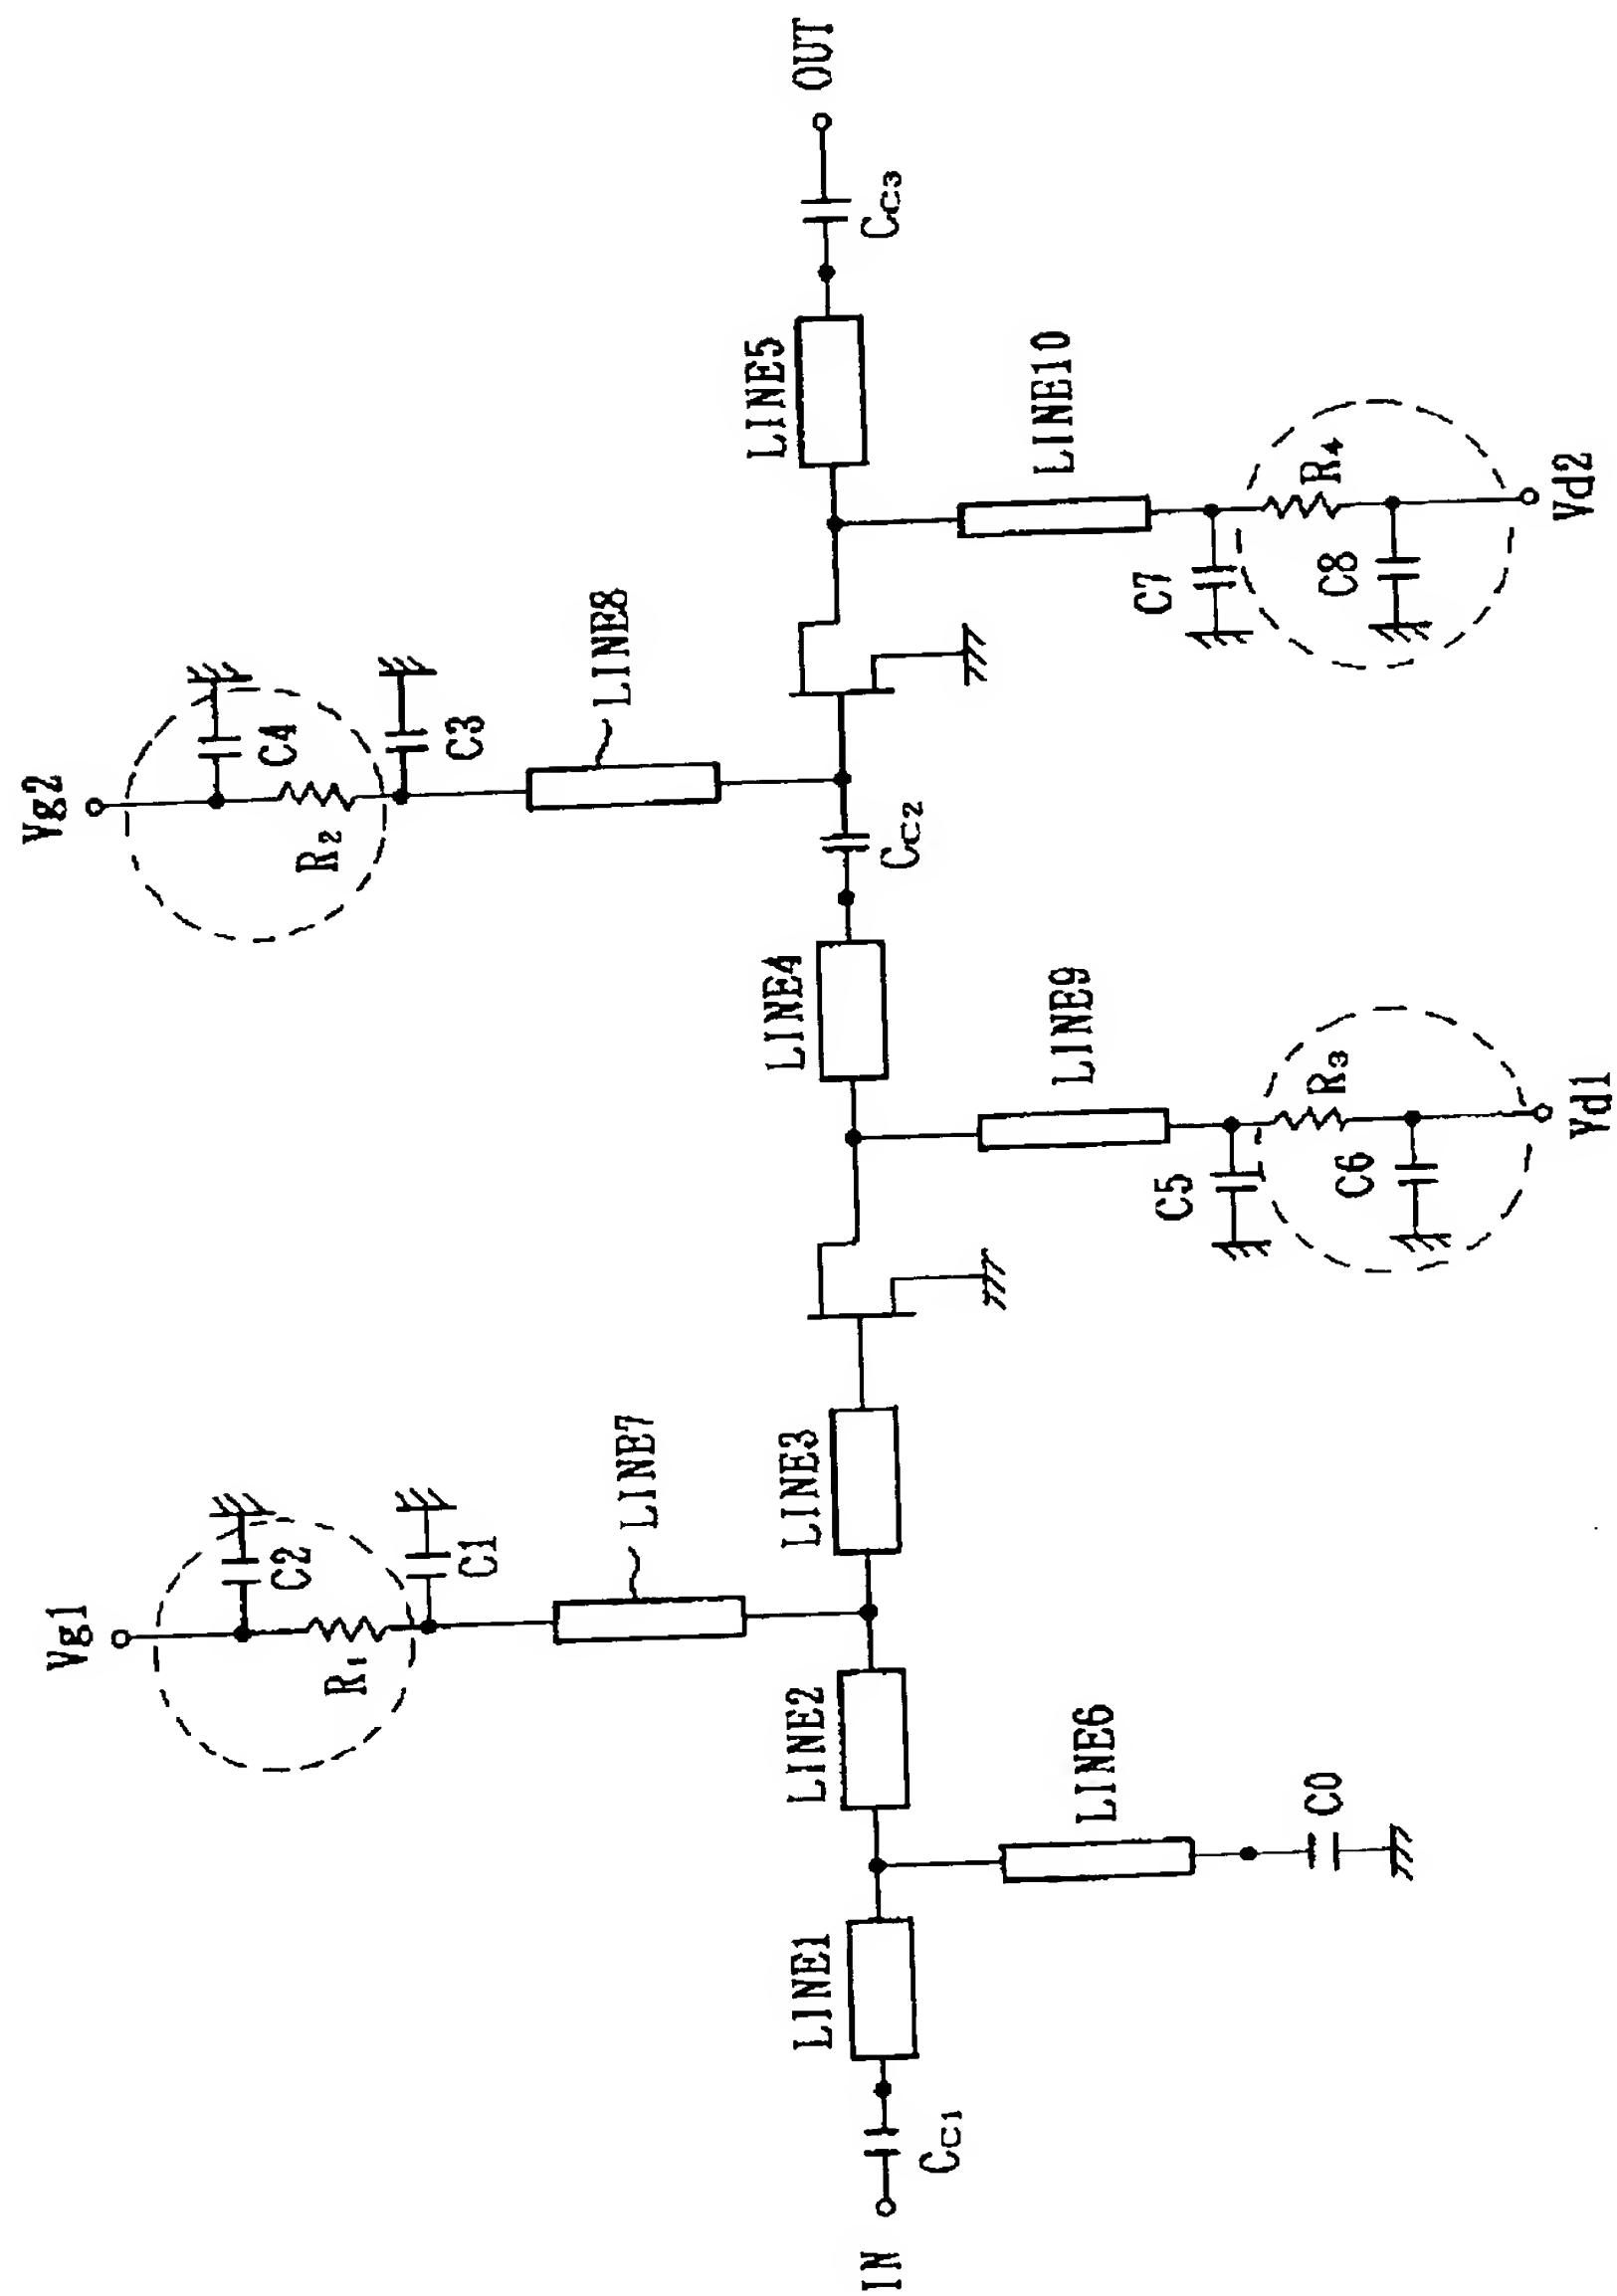 Vg1
Vg2
C2
C4
R1
R2
C1
C3
LINE7
LINE8
IN
CC1
LINE1
LINE2
LINE3
LINE4
CC2
LINE5
CC3
OUT
LINE6
LINE9
LINE10
C0
C5
C7
R3
R4
C6
C8
Vd1
Vd2